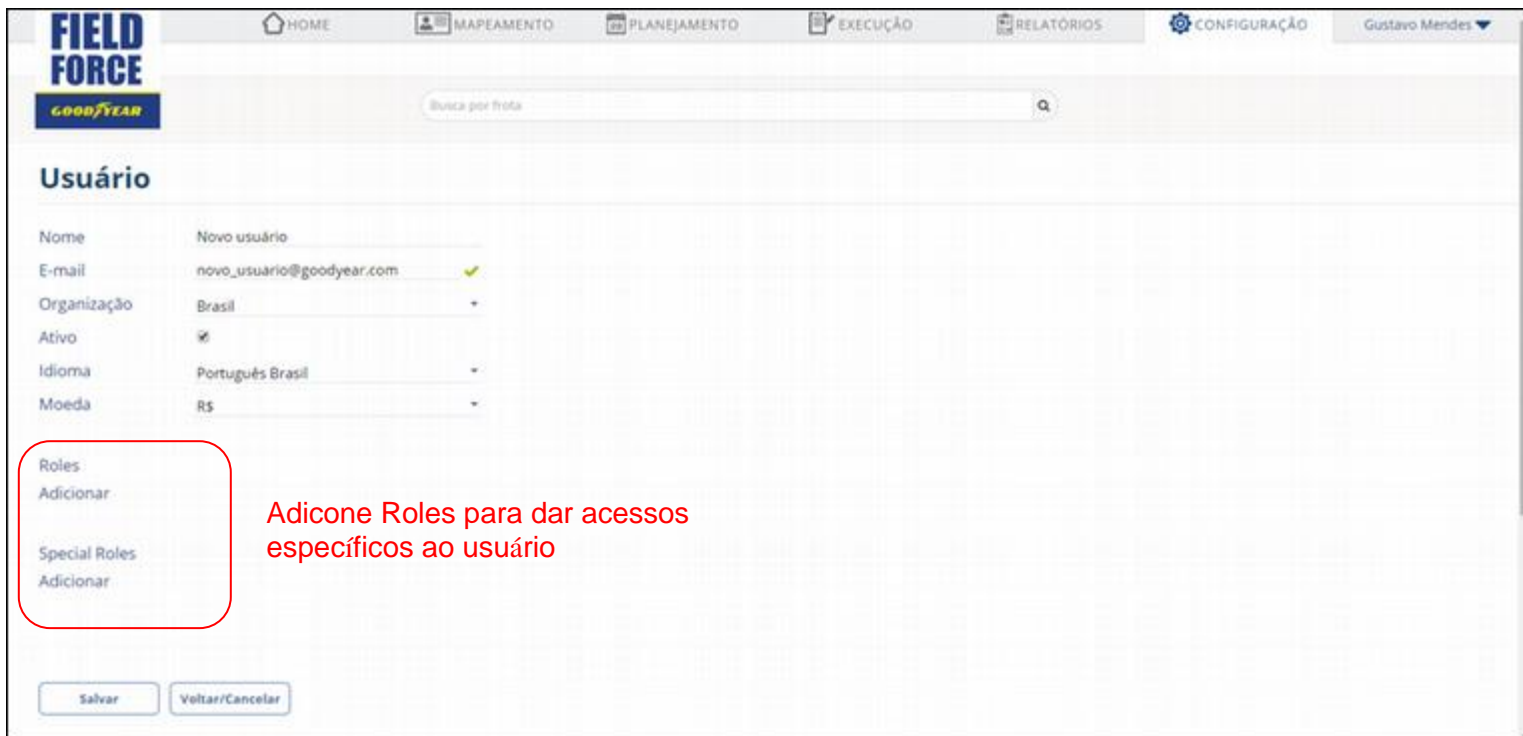 FIELD
FORCE
GOODYEAR
HOME
MAPEAMENTO
PLANEJAMENTO
EXECUÇÃO
RELATÓRIOS
CONFIGURAÇÃO
Gustavo Mendes
Busca por frota
Usuário
Nome Novo usuário
E-mail novo_usuario@goodyear.com
Organização Brasil
Ativo
Idioma Português Brasil
Moeda R$
Roles
Adicionar
Special Roles
Adicionar
Adicone Roles para dar acessos
específicos ao usuário
Salvar
Voltar/Cancelar